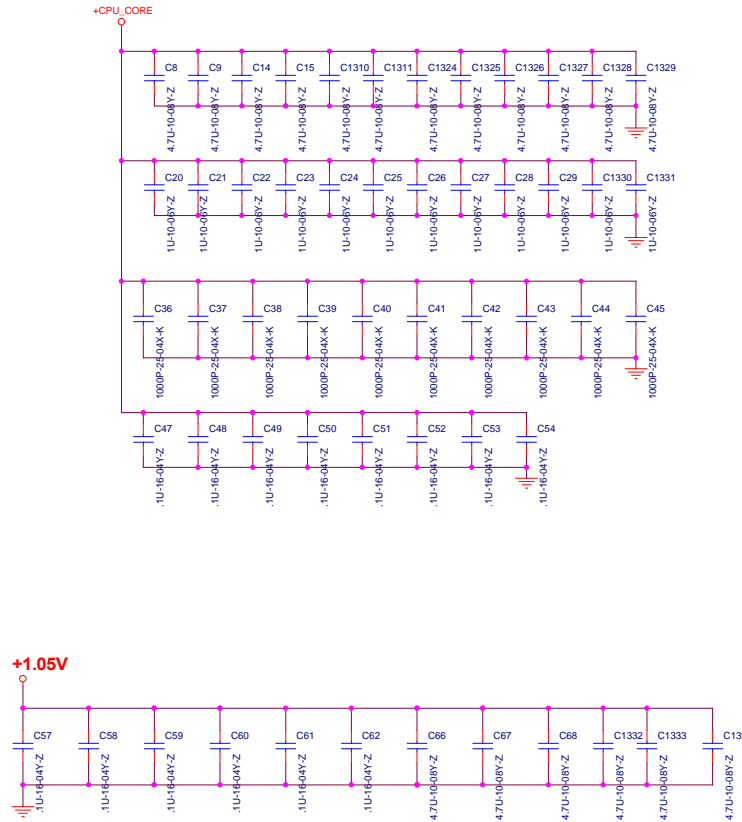 +CPU_CORE
C8 C9 C14 C15 C1310 C1311 C1324 C1325 C1326 C1327 C1328 C1329
4.7U-10-08Y-Z 4.7U-10-08Y-Z 4.7U-10-08Y-Z 4.7U-10-08Y-Z 4.7U-10-08Y-Z 4.7U-10-08Y-Z 4.7U-10-08Y-Z 4.7U-10-08Y-Z 4.7U-10-08Y-Z 4.7U-10-08Y-Z 4.7U-10-08Y-Z 4.7U-10-08Y-Z
C20 C21 C22 C23 C24 C25 C26 C27 C28 C29 C1330 C1331
1U-10-06Y-Z 1U-10-06Y-Z 1U-10-06Y-Z 1U-10-06Y-Z 1U-10-06Y-Z 1U-10-06Y-Z 1U-10-06Y-Z 1U-10-06Y-Z 1U-10-06Y-Z 1U-10-06Y-Z 1U-10-06Y-Z 1U-10-06Y-Z
C36 C37 C38 C39 C40 C41 C42 C43 C44 C45
1000P-25-04X-K 1000P-25-04X-K 1000P-25-04X-K 1000P-25-04X-K 1000P-25-04X-K 1000P-25-04X-K 1000P-25-04X-K 1000P-25-04X-K 1000P-25-04X-K 1000P-25-04X-K
C47 C48 C49 C50 C51 C52 C53 C54
.1U-16-04Y-Z .1U-16-04Y-Z .1U-16-04Y-Z .1U-16-04Y-Z .1U-16-04Y-Z .1U-16-04Y-Z .1U-16-04Y-Z .1U-16-04Y-Z
+1.05V
C57 C58 C59 C60 C61 C62 C66 C67 C68 C1332 C1333 C13
.1U-16-04Y-Z .1U-16-04Y-Z .1U-16-04Y-Z .1U-16-04Y-Z .1U-16-04Y-Z .1U-16-04Y-Z 4.7U-10-08Y-Z 4.7U-10-08Y-Z 4.7U-10-08Y-Z 4.7U-10-08Y-Z 4.7U-10-08Y-Z 4.7U-10-08Y-Z